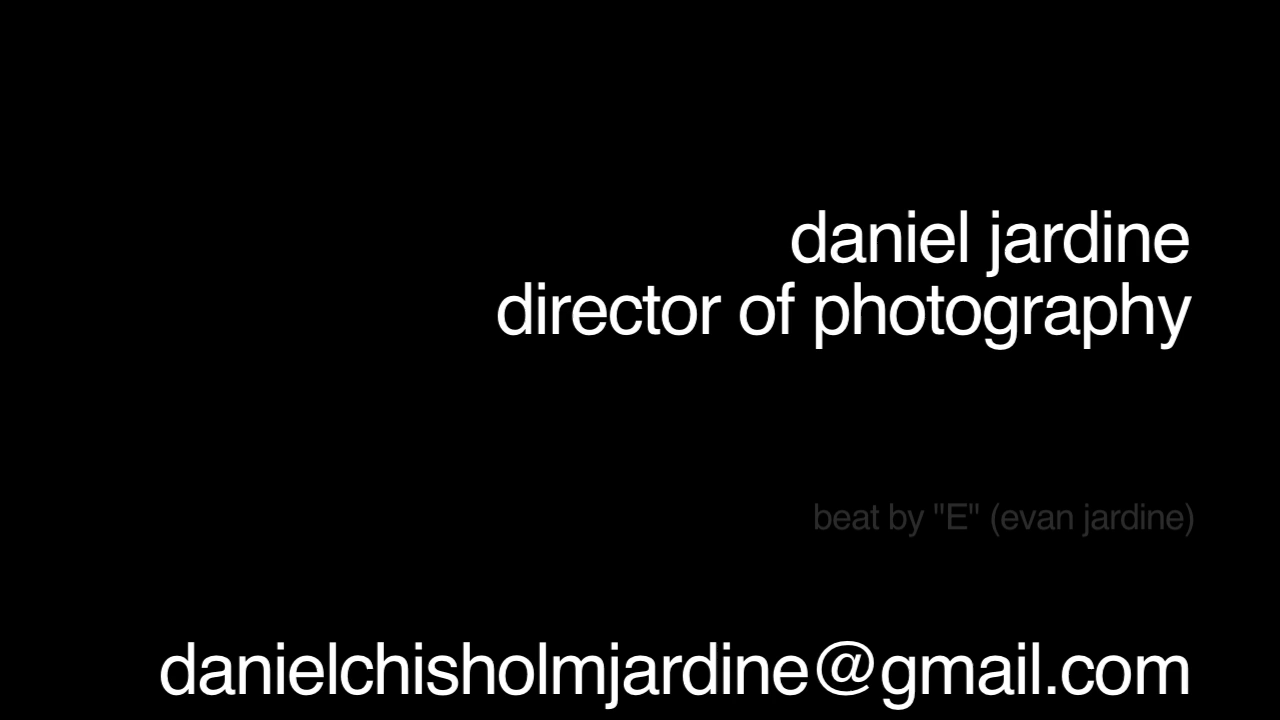 daniel jardine
director of photography
beat by "E" (evan jardine)
danielchisholmjardine@gmail.com